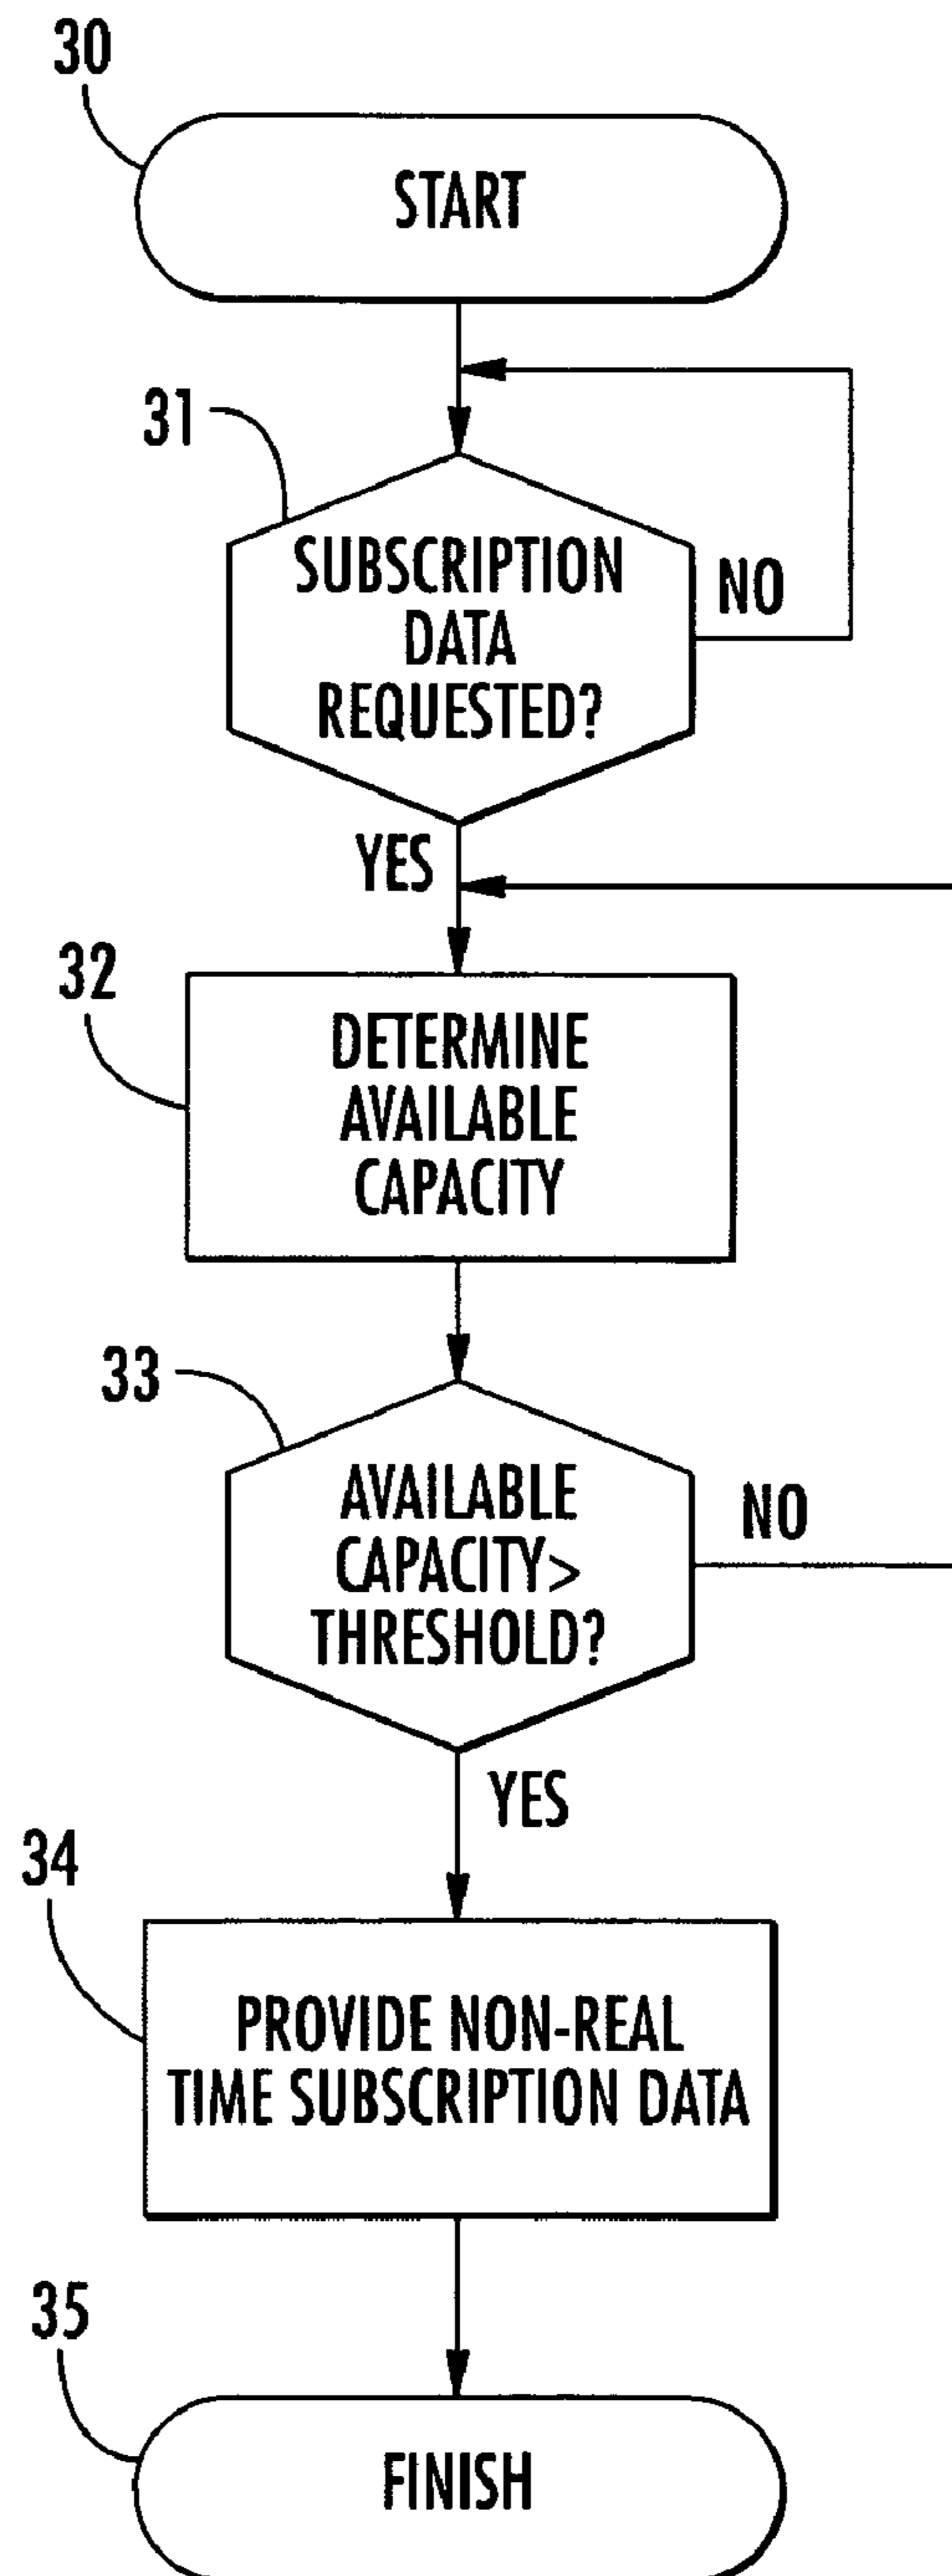 30
START
31
SUBSCRIPTION
DATA
REQUESTED?
NO
YES
32
DETERMINE
AVAILABLE
CAPACITY
33
AVAILABLE
CAPACITY>
THRESHOLD?
NO
YES
34
PROVIDE NON-REAL
TIME SUBSCRIPTION DATA
35
FINISH